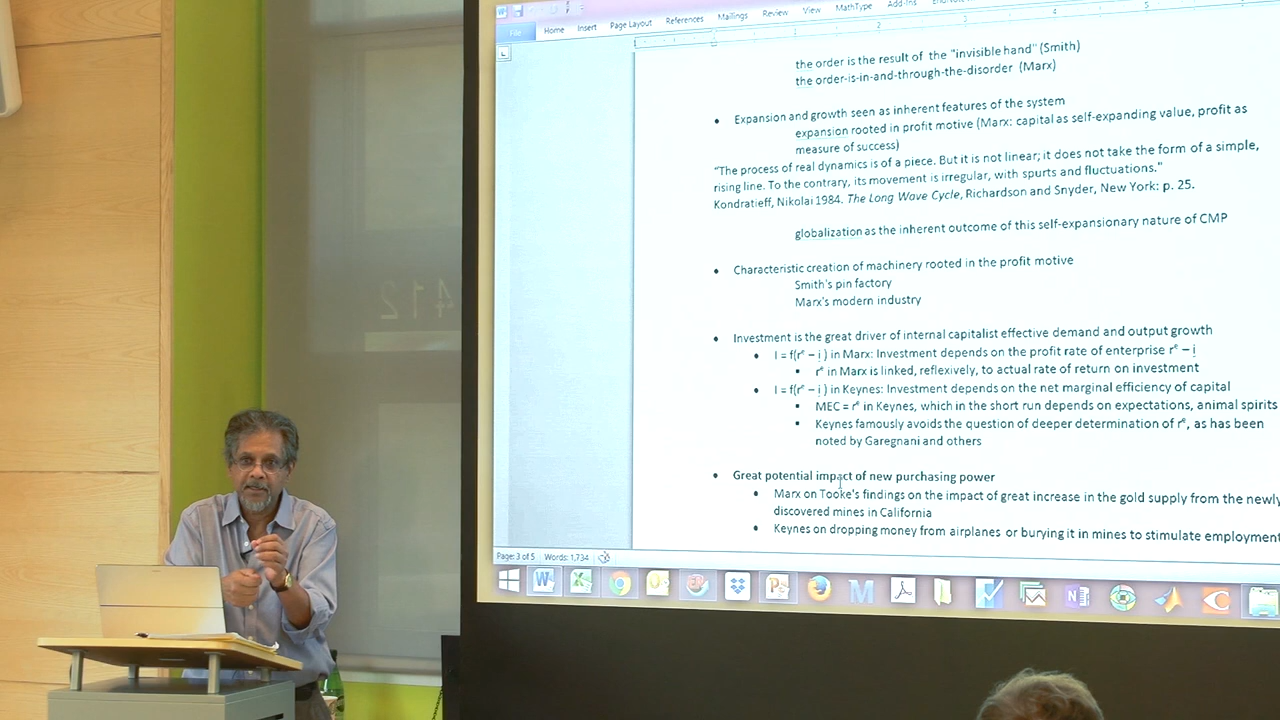 File Home Insert Page Layout References Mailings Review View MathType Add-Ins
the order is the result of the "invisible hand" (Smith)
the order-is-in-and-through-the-disorder (Marx)
• Expansion and growth seen as inherent features of the system
expansion rooted in profit motive (Marx: capital as self-expanding value, profit as
measure of success)
"The process of real dynamics is of a piece. But it is not linear; it does not take the form of a simple,
rising line. To the contrary, its movement is irregular, with spurts and fluctuations."
Kondratieff, Nikolai 1984. The Long Wave Cycle, Richardson and Snyder, New York: p. 25.
globalization as the inherent outcome of this self-expansionary nature of CMP
• Characteristic creation of machinery rooted in the profit motive
Smith's pin factory
Marx's modern industry
• Investment is the great driver of internal capitalist effective demand and output growth
• I = f(rᵉ – i ) in Marx: Investment depends on the profit rate of enterprise rᵉ – i
▪ rᵉ in Marx is linked, reflexively, to actual rate of return on investment
• I = f(rᵉ – i ) in Keynes: Investment depends on the net marginal efficiency of capital
▪ MEC = rᵉ in Keynes, which in the short run depends on expectations, animal spirits
▪ Keynes famously avoids the question of deeper determination of rᵉ, as has been
noted by Garegnani and others
• Great potential impact of new purchasing power
• Marx on Tooke's findings on the impact of great increase in the gold supply from the newly
discovered mines in California
• Keynes on dropping money from airplanes or burying it in mines to stimulate employment
Page: 3 of 5 Words: 1,734
412